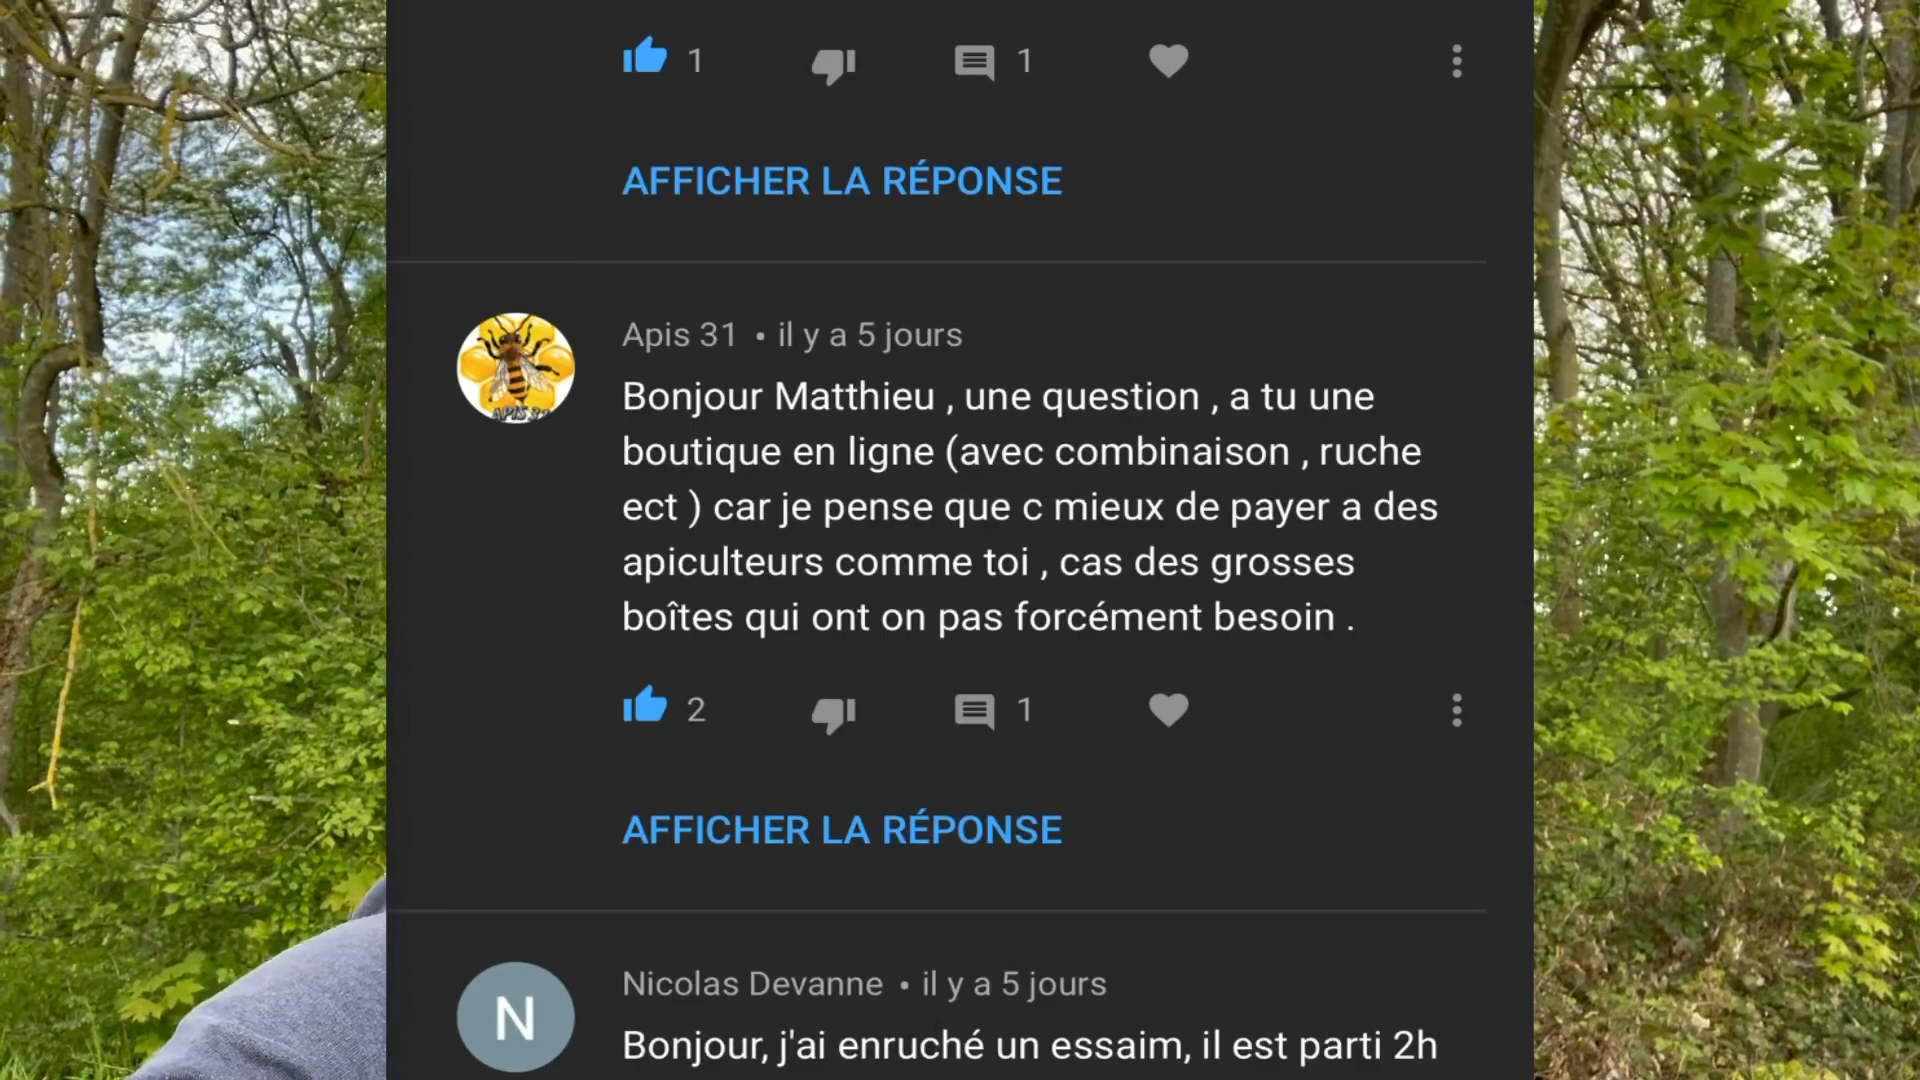 1
1
AFFICHER LA RÉPONSE
Apis 31 • il y a 5 jours
Bonjour Matthieu , une question , a tu une
boutique en ligne (avec combinaison , ruche
ect ) car je pense que c mieux de payer a des
apiculteurs comme toi , cas des grosses
boîtes qui ont on pas forcément besoin .
2
1
AFFICHER LA RÉPONSE
N
Nicolas Devanne • il y a 5 jours
Bonjour, j'ai enruché un essaim, il est parti 2h